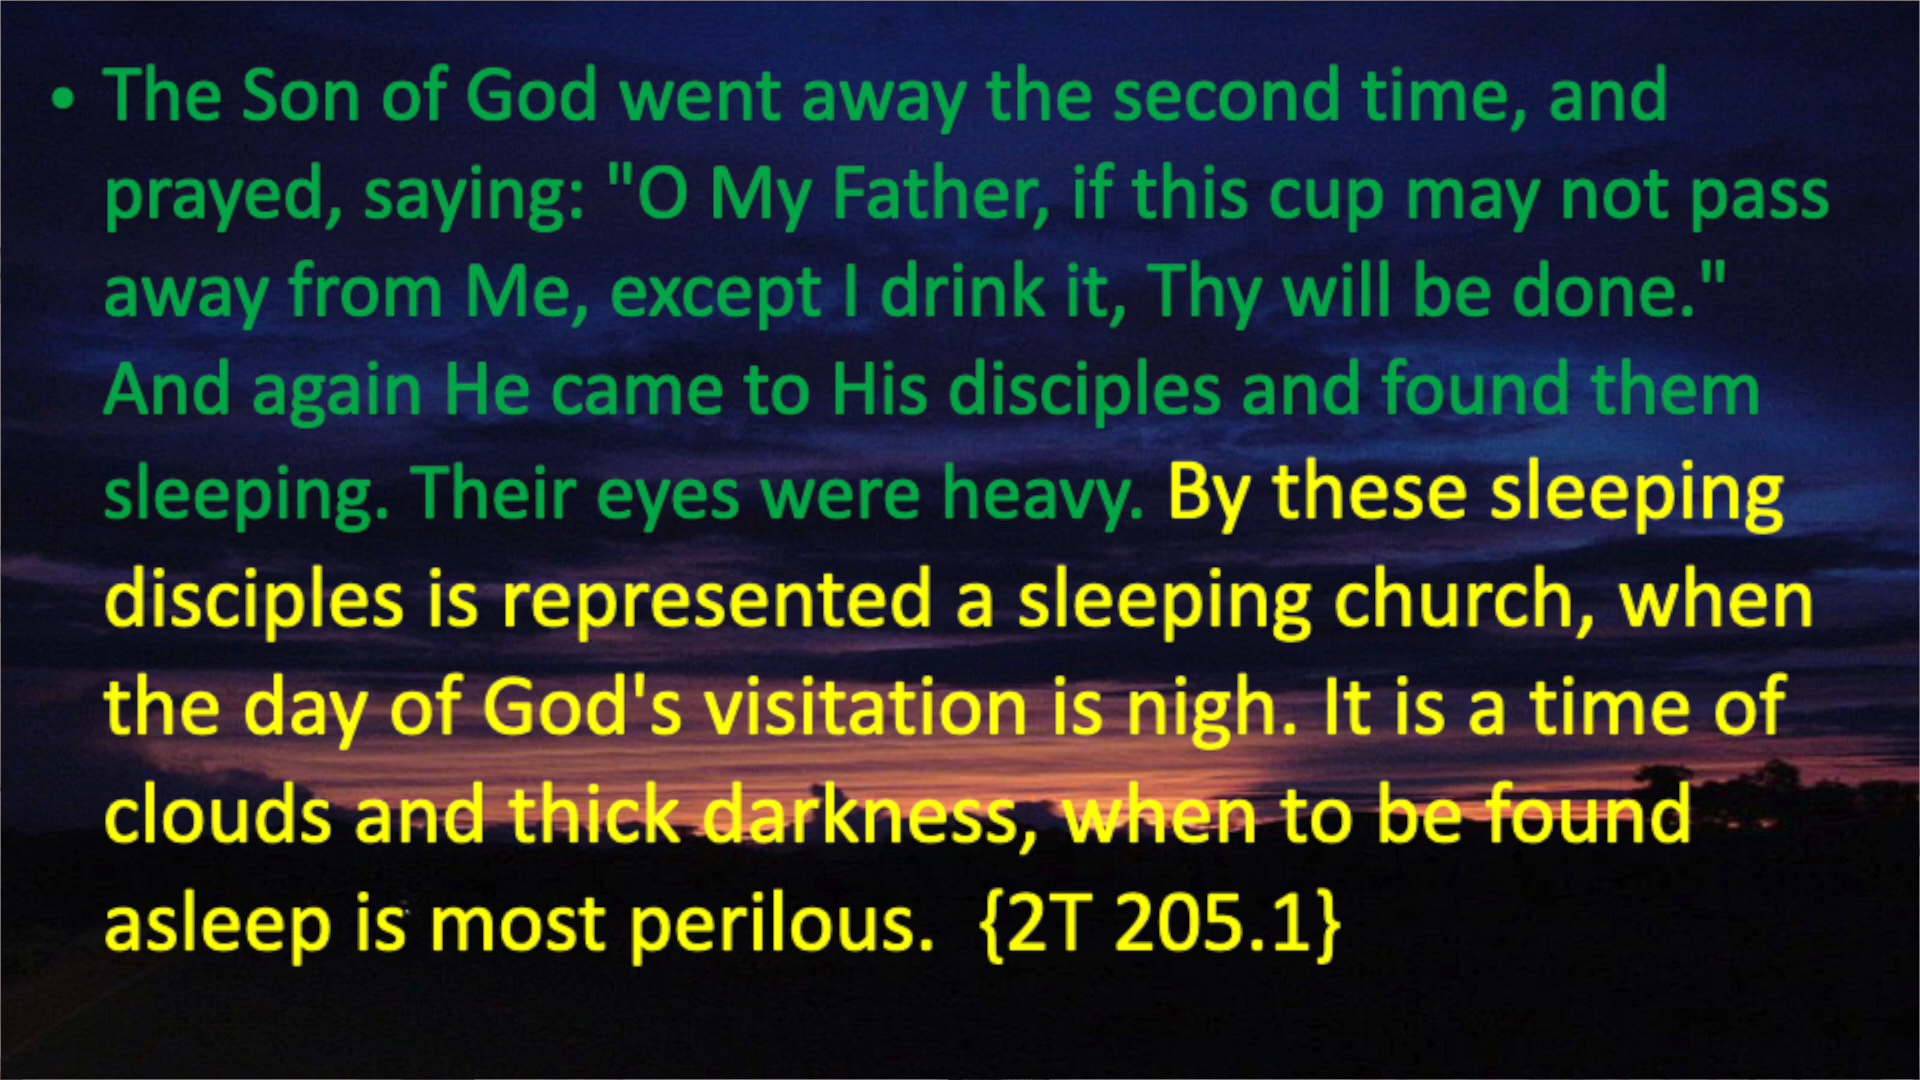 • The Son of God went away the second time, and
prayed, saying: "O My Father, if this cup may not pass
away from Me, except I drink it, Thy will be done."
And again He came to His disciples and found them
sleeping. Their eyes were heavy. By these sleeping
disciples is represented a sleeping church, when
the day of God's visitation is nigh. It is a time of
clouds and thick darkness, when to be found
asleep is most perilous.  {2T 205.1}